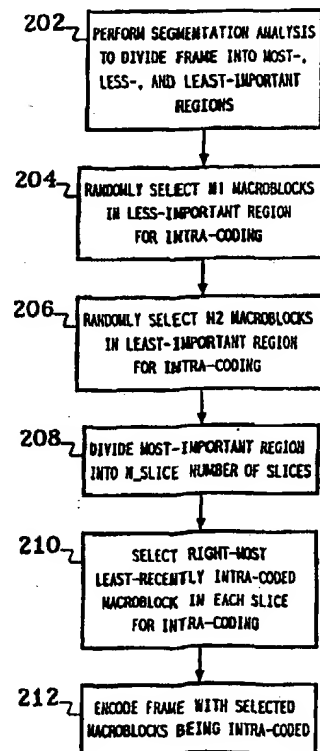 202
PERFORM SEGMENTATION ANALYSIS
TO DIVIDE FRAME INTO MOST-,
LESS-, AND LEAST-IMPORTANT
REGIONS
204
RANDOMLY SELECT N1 MACROBLOCKS
IN LESS-IMPORTANT REGION
FOR INTRA-CODING
206
RANDOMLY SELECT N2 MACROBLOCKS
IN LEAST-IMPORTANT REGION
FOR INTRA-CODING
208
DIVIDE MOST-IMPORTANT REGION
INTO N_SLICE NUMBER OF SLICES
210
SELECT RIGHT-MOST
LEAST-RECENTLY INTRA-CODED
MACROBLOCK IN EACH SLICE
FOR INTRA-CODING
212
ENCODE FRAME WITH SELECTED
MACROBLOCKS BEING INTRA-CODED